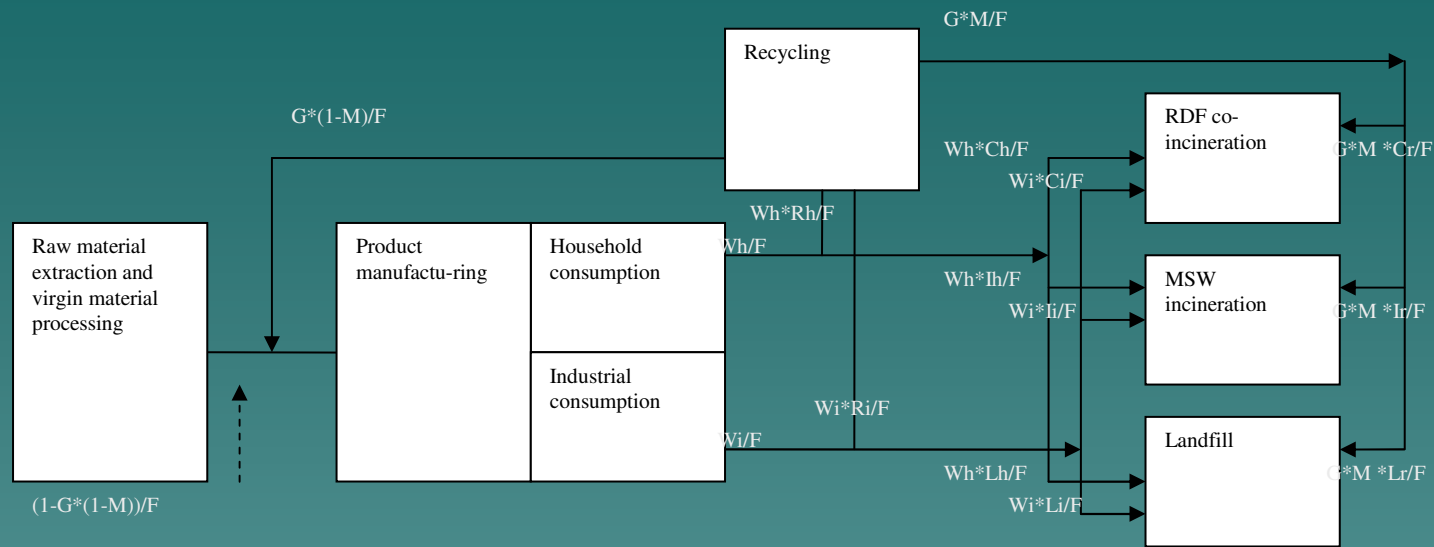 G*M/F
Recycling
G*(1-M)/F
RDF co-
incineration
Wh*Ch/F
G*M *Cr/F
Wi*Ci/F
Wh*Rh/F
Raw material
extraction and
virgin material
processing
Product
manufactu-ring
Household
consumption
Wh/F
Wh*Ih/F
MSW
incineration
Wi*Ii/F
G*M *Ir/F
Industrial
consumption
Wi*Ri/F
Wi/F
Landfill
Wh*Lh/F
G*M *Lr/F
(1-G*(1-M))/F
Wi*Li/F